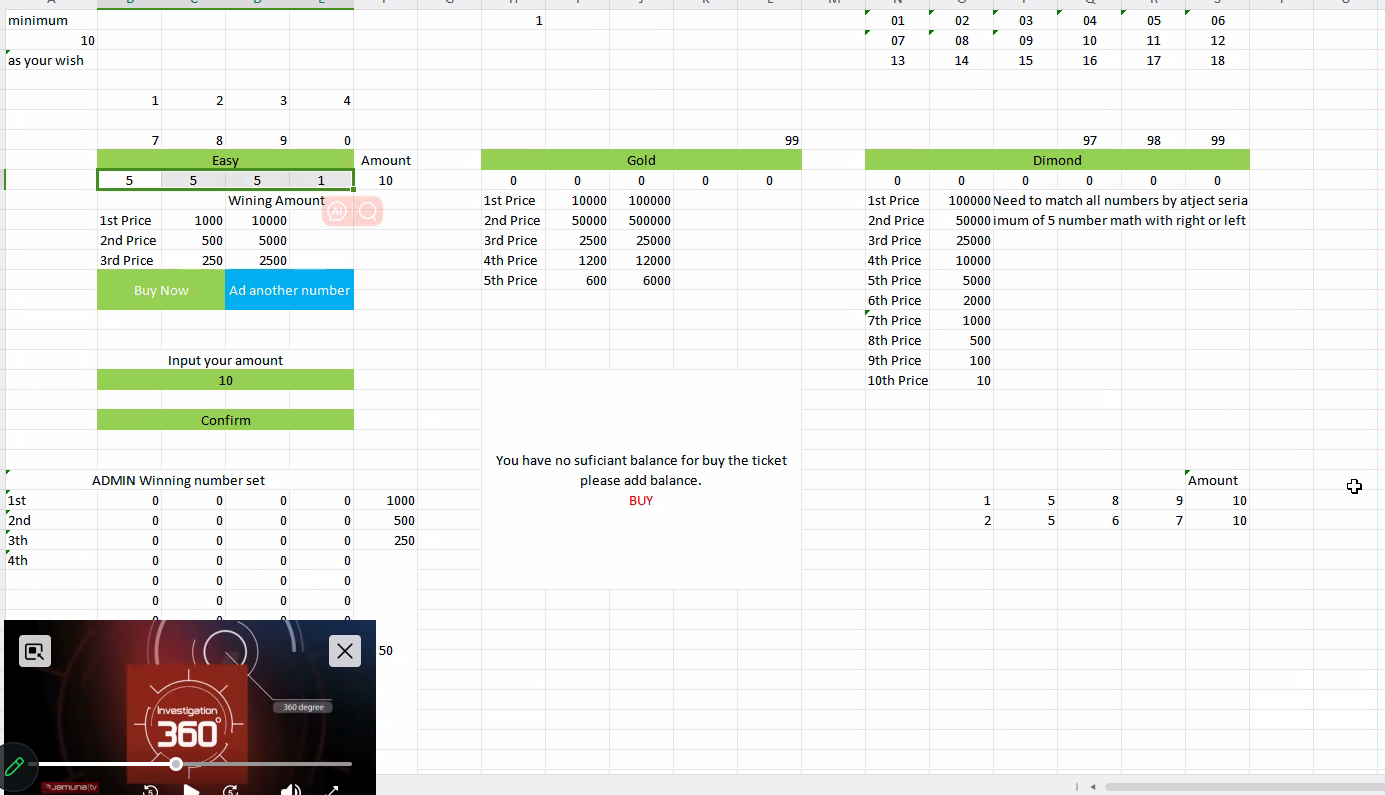 minimum 1 01 02 03 04 05 06
10 07 08 09 10 11 12
as your wish 13 14 15 16 17 18
1 2 3 4
7 8 9 0 99 97 98 99
Easy Amount Gold Dimond
5 5 5 1 10 0 0 0 0 0 0 0 0 0 0 0
Wining Amount 1st Price 10000 100000 1st Price 100000 Need to match all numbers by atject seria
AI
1st Price 1000 10000 2nd Price 50000 500000 2nd Price 50000 imum of 5 number math with right or left
2nd Price 500 5000 3rd Price 2500 25000 3rd Price 25000
3rd Price 250 2500 4th Price 1200 12000 4th Price 10000
5th Price 600 6000 5th Price 5000
Buy Now Ad another number
6th Price 2000
7th Price 1000
8th Price 500
Input your amount 9th Price 100
10 10th Price 10
Confirm
You have no suficiant balance for buy the ticket
please add balance.
ADMIN Winning number set Amount
1st 0 0 0 0 1000 BUY 1 5 8 9 10
2nd 0 0 0 0 500 2 5 6 7 10
3th 0 0 0 0 250
4th 0 0 0 0
0 0 0 0
0 0 0 0
50
Investigation
360°
360 degree
Jamuna tv
5 5